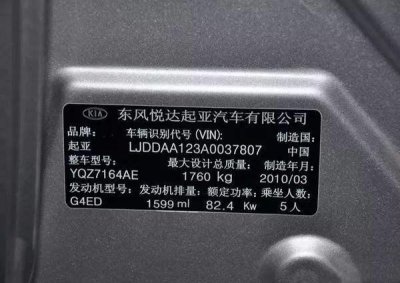 KIA 东风悦达起亚汽车有限公司
车辆识别代号(VIN): 制造国:
起亚 LJDDAA123A0037807 中国
整车型号: 最大设计总质量: 制造年月:
YQZ7164AE 1760 kg 2010/03
发动机型号: 发动机排量: 额定功率: 乘坐人数:
G4ED 1599 ml 82.4 Kw 5人